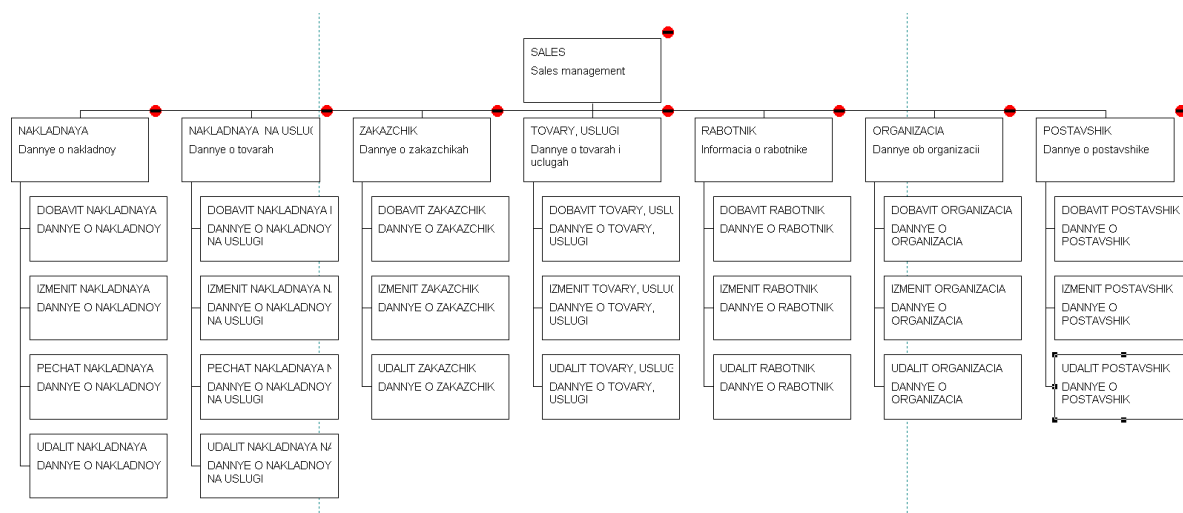 SALES
Sales management
NAKLADNAYA
Dannye o nakladnoy
NAKLADNAYA NA USLU
Dannye o tovarah
ZAKAZCHIK
Dannye o zakazchikah
TOVARY, USLUGI
Dannye o tovarah i
uclugah
RABOTNIK
Informacia o rabotnike
ORGANIZACIA
Dannye ob organizacii
POSTAVSHIK
Dannye o postavshike
DOBAVIT NAKLADNAYA
DANNYE O NAKLADNOY
DOBAVIT NAKLADNAYA
DANNYE O NAKLADNOY
NA USLUGI
DOBAVIT ZAKAZCHIK
DANNYE O ZAKAZCHIK
DOBAVIT TOVARY, USLU
DANNYE O TOVARY,
USLUGI
DOBAVIT RABOTNIK
DANNYE O RABOTNIK
DOBAVIT ORGANIZACIA
DANNYE O
ORGANIZACIA
DOBAVIT POSTAVSHIK
DANNYE O
POSTAVSHIK
IZMENIT NAKLADNAYA
DANNYE O NAKLADNOY
IZMENIT NAKLADNAYA
DANNYE O NAKLADNOY
NA USLUGI
IZMENIT ZAKAZCHIK
DANNYE O ZAKAZCHIK
IZMENIT TOVARY, USLU
DANNYE O TOVARY,
USLUGI
IZMENIT RABOTNIK
DANNYE O RABOTNIK
IZMENIT ORGANIZACIA
DANNYE O
ORGANIZACIA
IZMENIT POSTAVSHIK
DANNYE O
POSTAVSHIK
PECHAT NAKLADNAYA
DANNYE O NAKLADNOY
PECHAT NAKLADNAYA
DANNYE O NAKLADNOY
NA USLUGI
UDALIT ZAKAZCHIK
DANNYE O ZAKAZCHIK
UDALIT TOVARY, USLUG
DANNYE O TOVARY,
USLUGI
UDALIT RABOTNIK
DANNYE O RABOTNIK
UDALIT ORGANIZACIA
DANNYE O
ORGANIZACIA
UDALIT POSTAVSHIK
DANNYE O
POSTAVSHIK
UDALIT NAKLADNAYA
DANNYE O NAKLADNOY
UDALIT NAKLADNAYA NA
DANNYE O NAKLADNOY
NA USLUGI